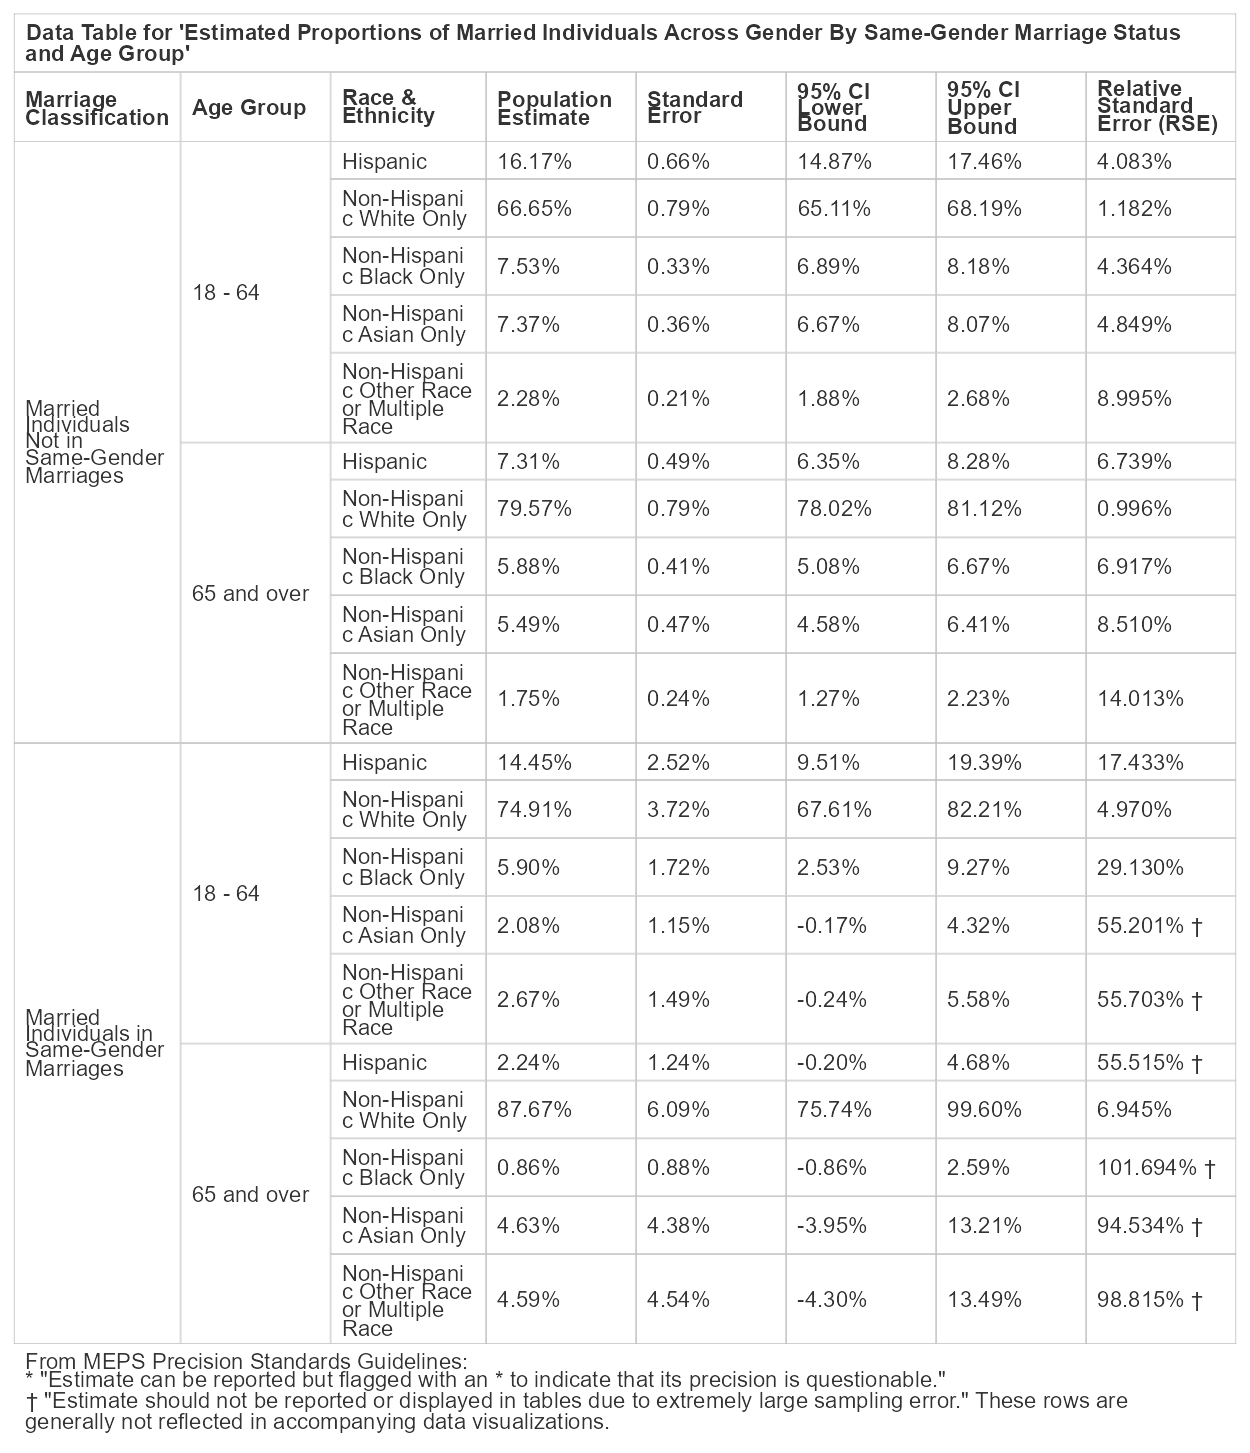 Data Table for 'Estimated Proportions of Married Individuals Across Gender By Same-Gender Marriage Status
and Age Group'
Marriage
Classification
Age Group
Race &
Ethnicity
Population
Estimate
Standard
Error
95% CI
Lower
Bound
95% CI
Upper
Bound
Relative
Standard
Error (RSE)
Married
Individuals
Not in
Same-Gender
Marriages
18 - 64
Hispanic
16.17% 0.66% 14.87% 17.46% 4.083%
Non-Hispani
c White Only
66.65% 0.79% 65.11% 68.19% 1.182%
Non-Hispani
c Black Only
7.53% 0.33% 6.89% 8.18% 4.364%
Non-Hispani
c Asian Only
7.37% 0.36% 6.67% 8.07% 4.849%
Non-Hispani
c Other Race
or Multiple
Race
2.28% 0.21% 1.88% 2.68% 8.995%
65 and over
Hispanic
7.31% 0.49% 6.35% 8.28% 6.739%
Non-Hispani
c White Only
79.57% 0.79% 78.02% 81.12% 0.996%
Non-Hispani
c Black Only
5.88% 0.41% 5.08% 6.67% 6.917%
Non-Hispani
c Asian Only
5.49% 0.47% 4.58% 6.41% 8.510%
Non-Hispani
c Other Race
or Multiple
Race
1.75% 0.24% 1.27% 2.23% 14.013%
Married
Individuals in
Same-Gender
Marriages
18 - 64
Hispanic
14.45% 2.52% 9.51% 19.39% 17.433%
Non-Hispani
c White Only
74.91% 3.72% 67.61% 82.21% 4.970%
Non-Hispani
c Black Only
5.90% 1.72% 2.53% 9.27% 29.130%
Non-Hispani
c Asian Only
2.08% 1.15% -0.17% 4.32% 55.201% †
Non-Hispani
c Other Race
or Multiple
Race
2.67% 1.49% -0.24% 5.58% 55.703% †
65 and over
Hispanic
2.24% 1.24% -0.20% 4.68% 55.515% †
Non-Hispani
c White Only
87.67% 6.09% 75.74% 99.60% 6.945%
Non-Hispani
c Black Only
0.86% 0.88% -0.86% 2.59% 101.694% †
Non-Hispani
c Asian Only
4.63% 4.38% -3.95% 13.21% 94.534% †
Non-Hispani
c Other Race
or Multiple
Race
4.59% 4.54% -4.30% 13.49% 98.815% †
From MEPS Precision Standards Guidelines:
* "Estimate can be reported but flagged with an * to indicate that its precision is questionable."
† "Estimate should not be reported or displayed in tables due to extremely large sampling error." These rows are
generally not reflected in accompanying data visualizations.